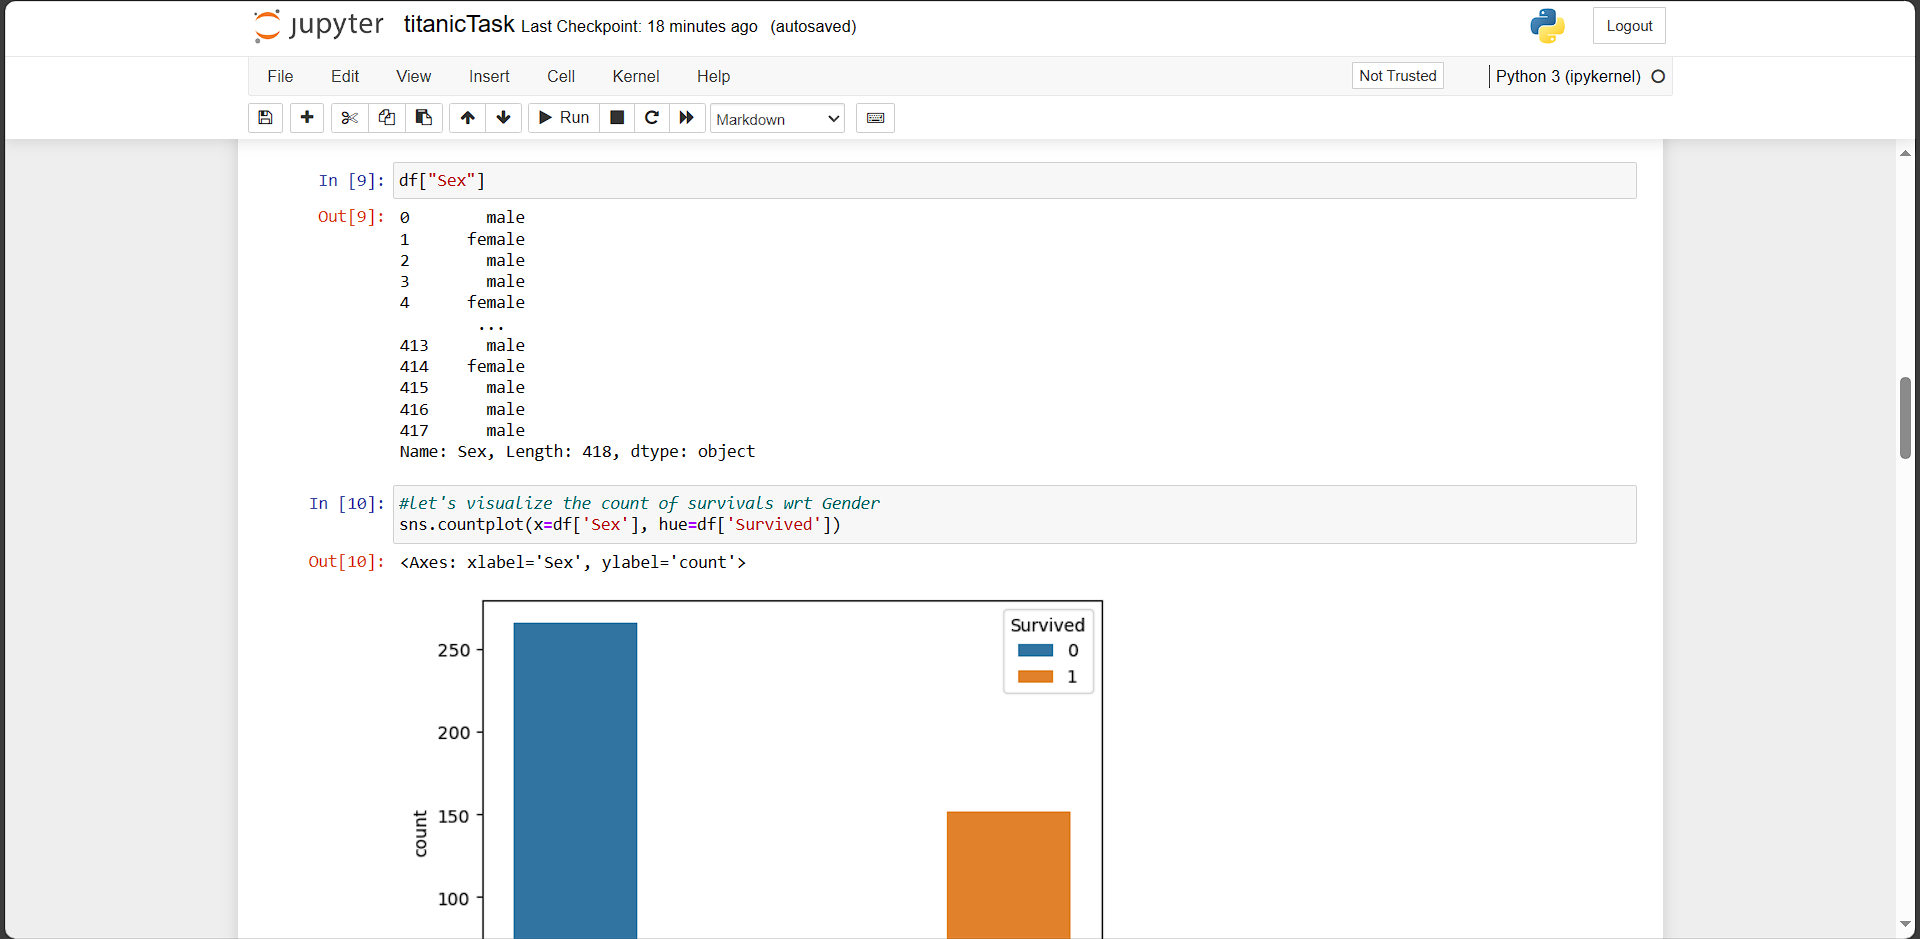 jupyter titanicTask Last Checkpoint: 18 minutes ago (autosaved) Logout
File Edit View Insert Cell Kernel Help Not Trusted Python 3 (ipykernel)
Run Markdown
In [9]: df["Sex"]
Out[9]: 0 male
1 female
2 male
3 male
4 female
...
413 male
414 female
415 male
416 male
417 male
Name: Sex, Length: 418, dtype: object
In [10]: #let's visualize the count of survivals wrt Gender
sns.countplot(x=df['Sex'], hue=df['Survived'])
Out[10]: <Axes: xlabel='Sex', ylabel='count'>
Survived
0
1
250
200
150
100
count